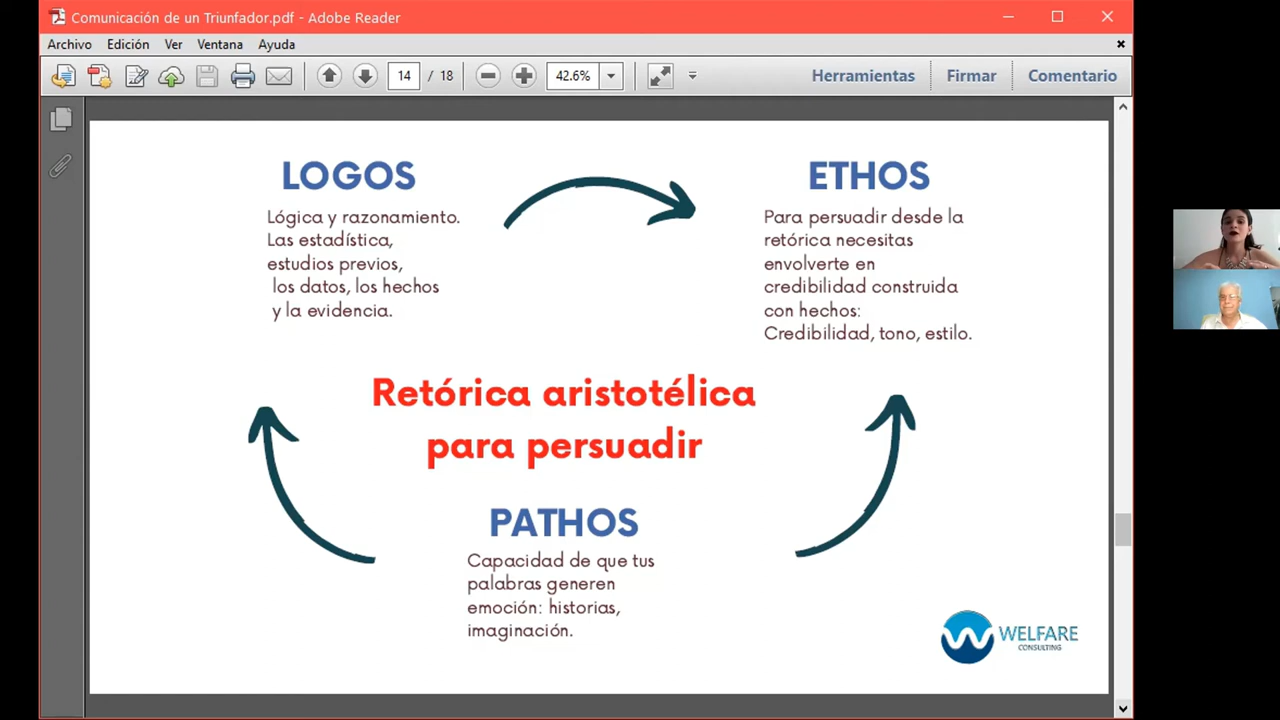 Comunicación de un Triunfador.pdf - Adobe Reader
Archivo Edición Ver Ventana Ayuda
14 / 18 42.6% Herramientas Firmar Comentario
LOGOS
Lógica y razonamiento.
Las estadística,
estudios previos,
los datos, los hechos
y la evidencia.
ETHOS
Para persuadir desde la
retórica necesitas
envolverte en
credibilidad construida
con hechos:
Credibilidad, tono, estilo.
Retórica aristotélica
para persuadir
PATHOS
Capacidad de que tus
palabras generen
emoción: historias,
imaginación.
WELFARE
CONSULTING